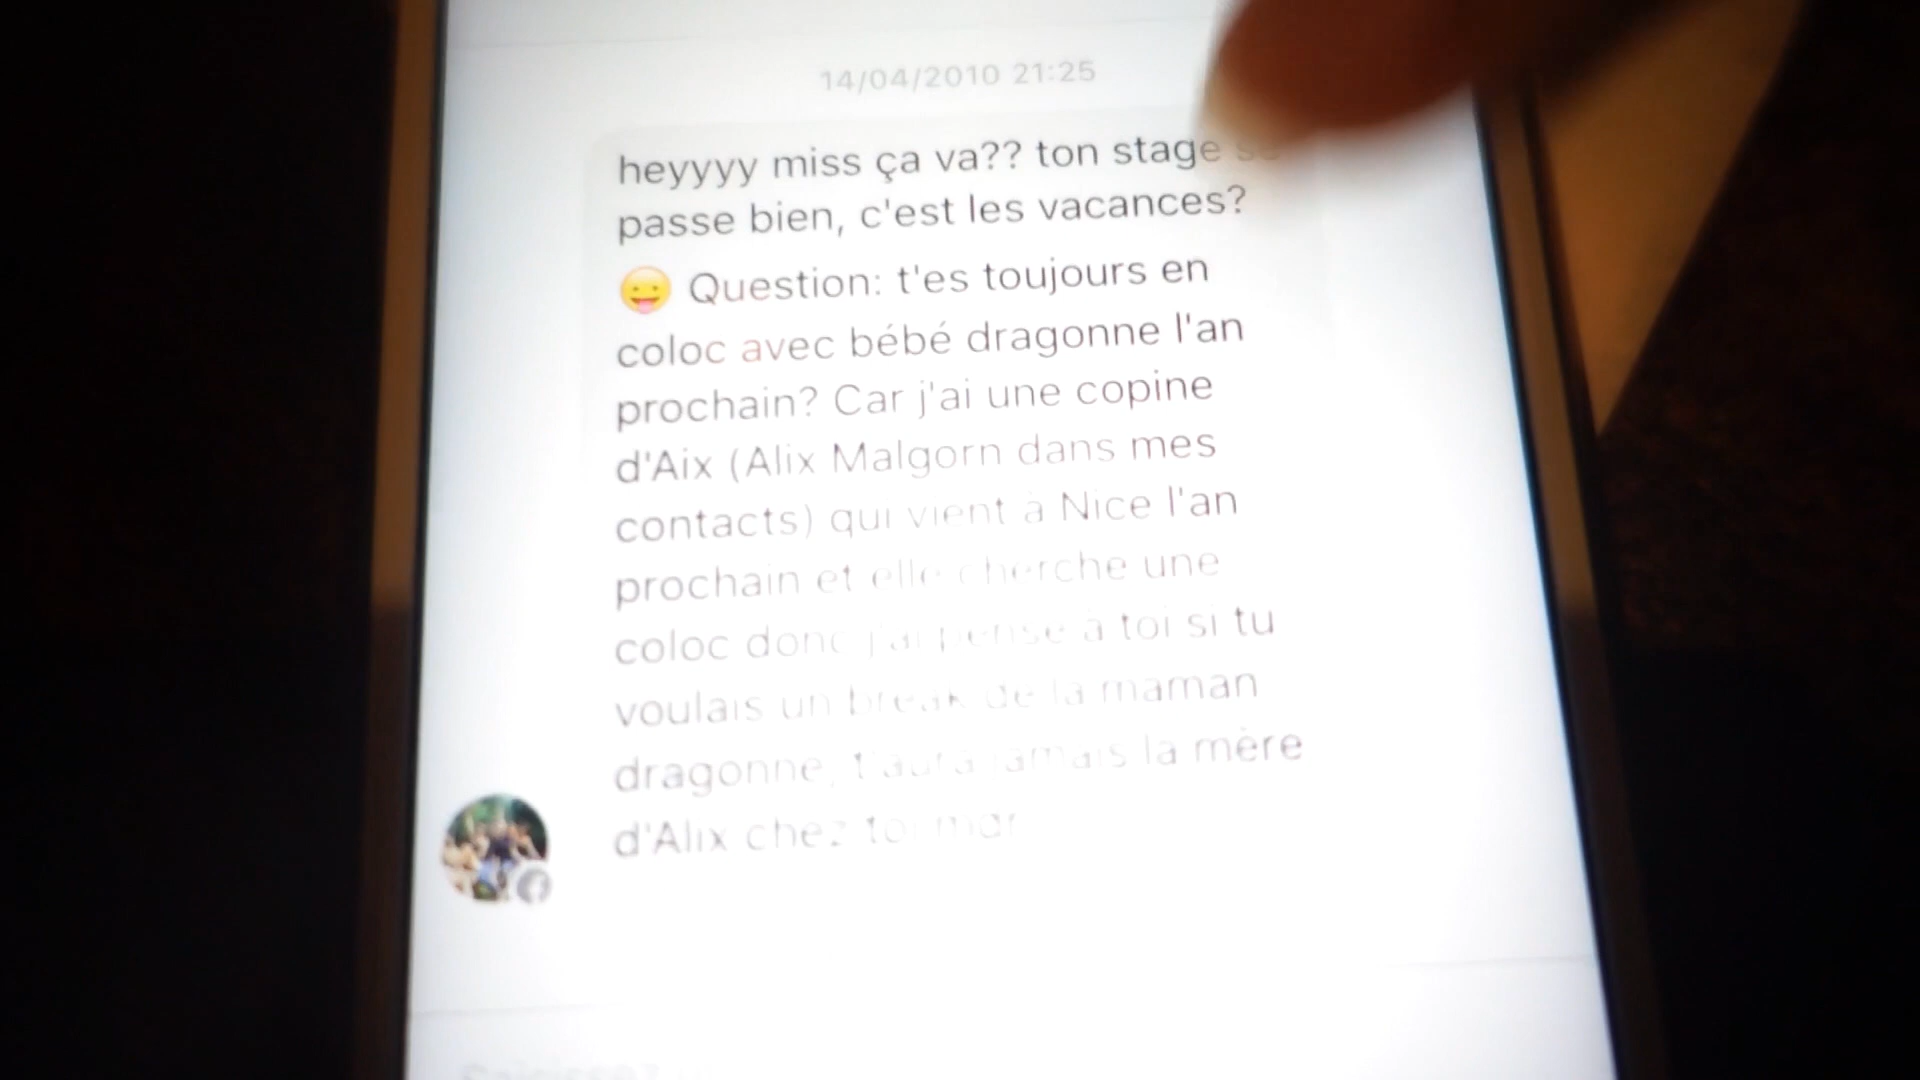 14/04/2010 21:25
heyyyy miss ça va?? ton stage
passe bien, c'est les vacances?
😛 Question: t'es toujours en
coloc avec bébé dragonne l'an
prochain? Car j'ai une copine
d'Aix (Alix Malgorn dans mes
contacts) qui vient à Nice l'an
prochain et elle cherche une
coloc donc j'ai pensé à toi si tu
voulais un break de la maman
dragonne, t'aura jamais la mère
d'Alix chez toi